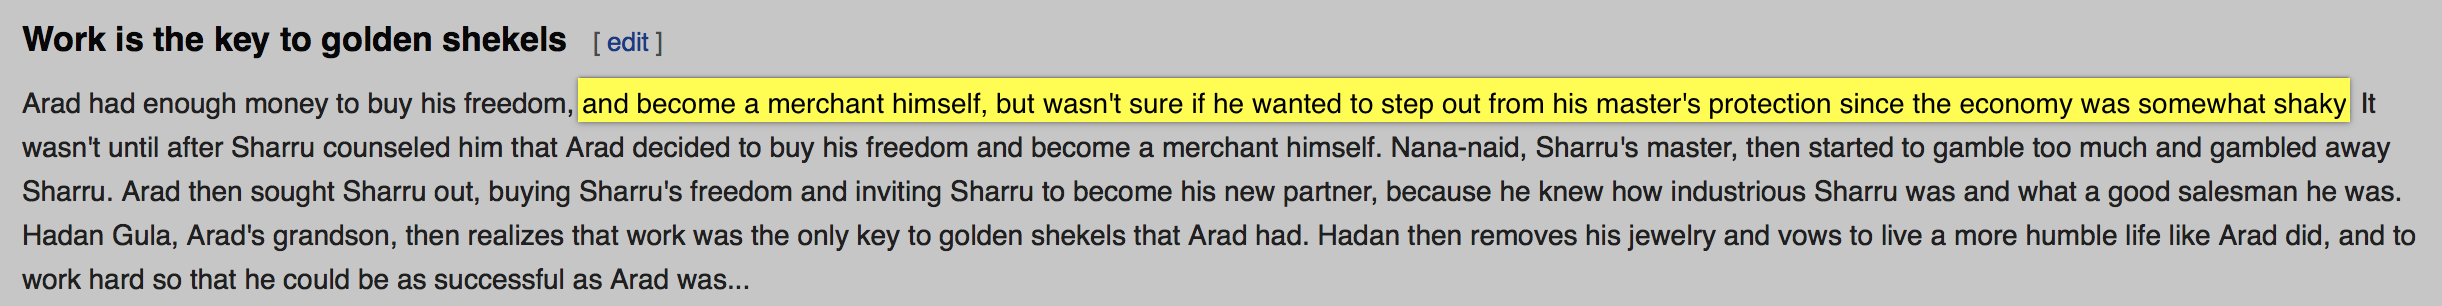 Work is the key to golden shekels [ edit ]
Arad had enough money to buy his freedom, and become a merchant himself, but wasn't sure if he wanted to step out from his master's protection since the economy was somewhat shaky It
wasn't until after Sharru counseled him that Arad decided to buy his freedom and become a merchant himself. Nana-naid, Sharru's master, then started to gamble too much and gambled away
Sharru. Arad then sought Sharru out, buying Sharru's freedom and inviting Sharru to become his new partner, because he knew how industrious Sharru was and what a good salesman he was.
Hadan Gula, Arad's grandson, then realizes that work was the only key to golden shekels that Arad had. Hadan then removes his jewelry and vows to live a more humble life like Arad did, and to
work hard so that he could be as successful as Arad was...